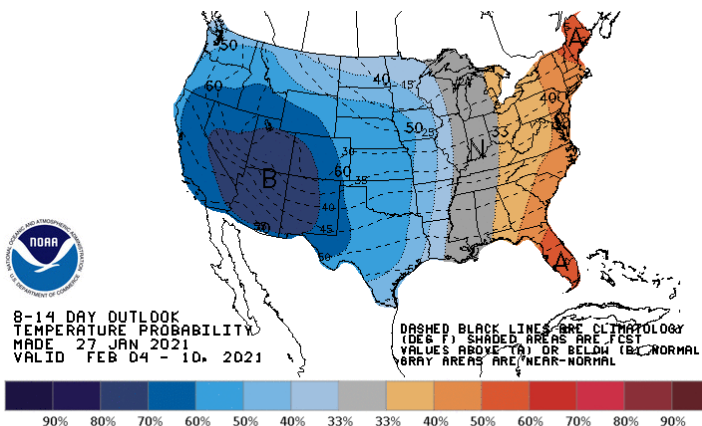 50
40
A
60
40
B
50
25
30
60
35
40
45
50
50
N
33
A
NATIONAL OCEANIC AND ATMOSPHERIC ADMINISTRATION
NOAA
U.S. DEPARTMENT OF COMMERCE
8-14 DAY OUTLOOK
TEMPERATURE PROBABILITY
MADE 27 JAN 2021
VALID FEB 04 - 10, 2021
DASHED BLACK LINES ARE CLIMATOLOGY
(DEG F) SHADED AREAS ARE FCST
VALUES ABOVE (A) OR BELOW (B) NORMAL
GRAY AREAS ARE NEAR-NORMAL
90% 80% 70% 60% 50% 40% 33% 33% 40% 50% 60% 70% 80% 90%